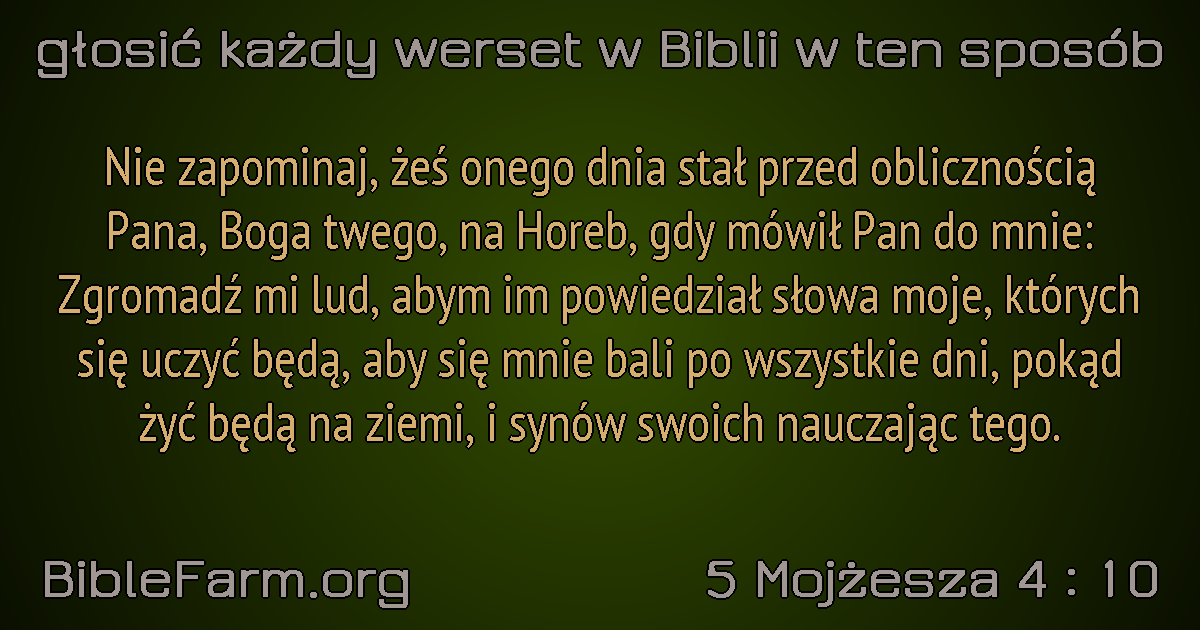 głosić każdy werset w Biblii w ten sposób
Nie zapominaj, żeś onego dnia stał przed oblicznością
Pana, Boga twego, na Horeb, gdy mówił Pan do mnie:
Zgromadź mi lud, abym im powiedział słowa moje, których
się uczyć będą, aby się mnie bali po wszystkie dni, pokąd
żyć będą na ziemi, i synów swoich nauczając tego.
BibleFarm.org
5 Mojżesza 4 : 10